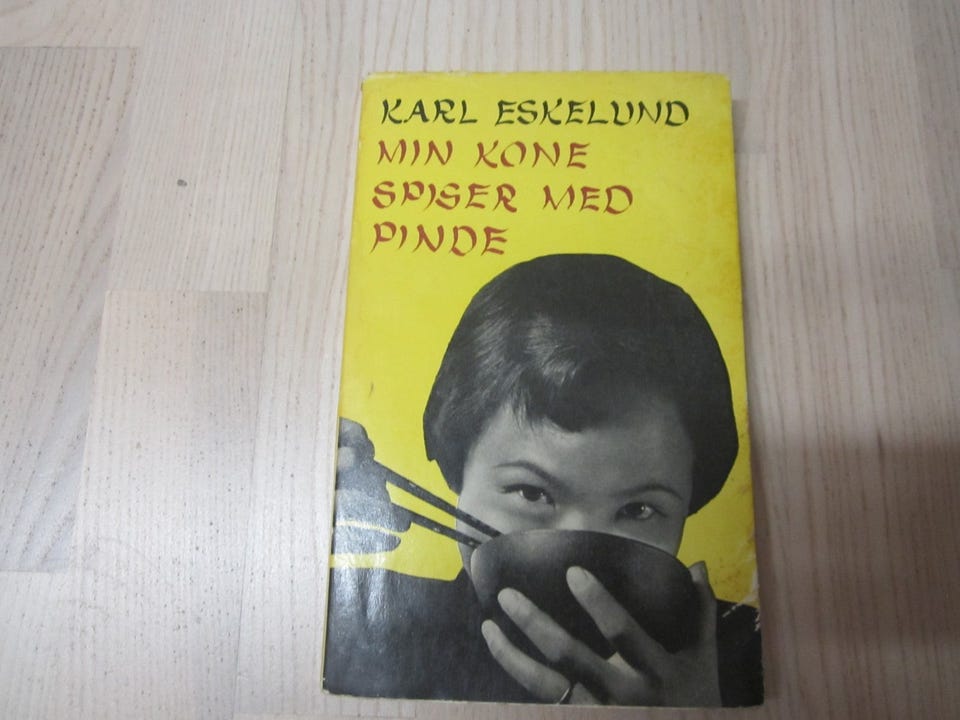 KARL ESKELUND
MIN KONE
SPISER MED
PINDE